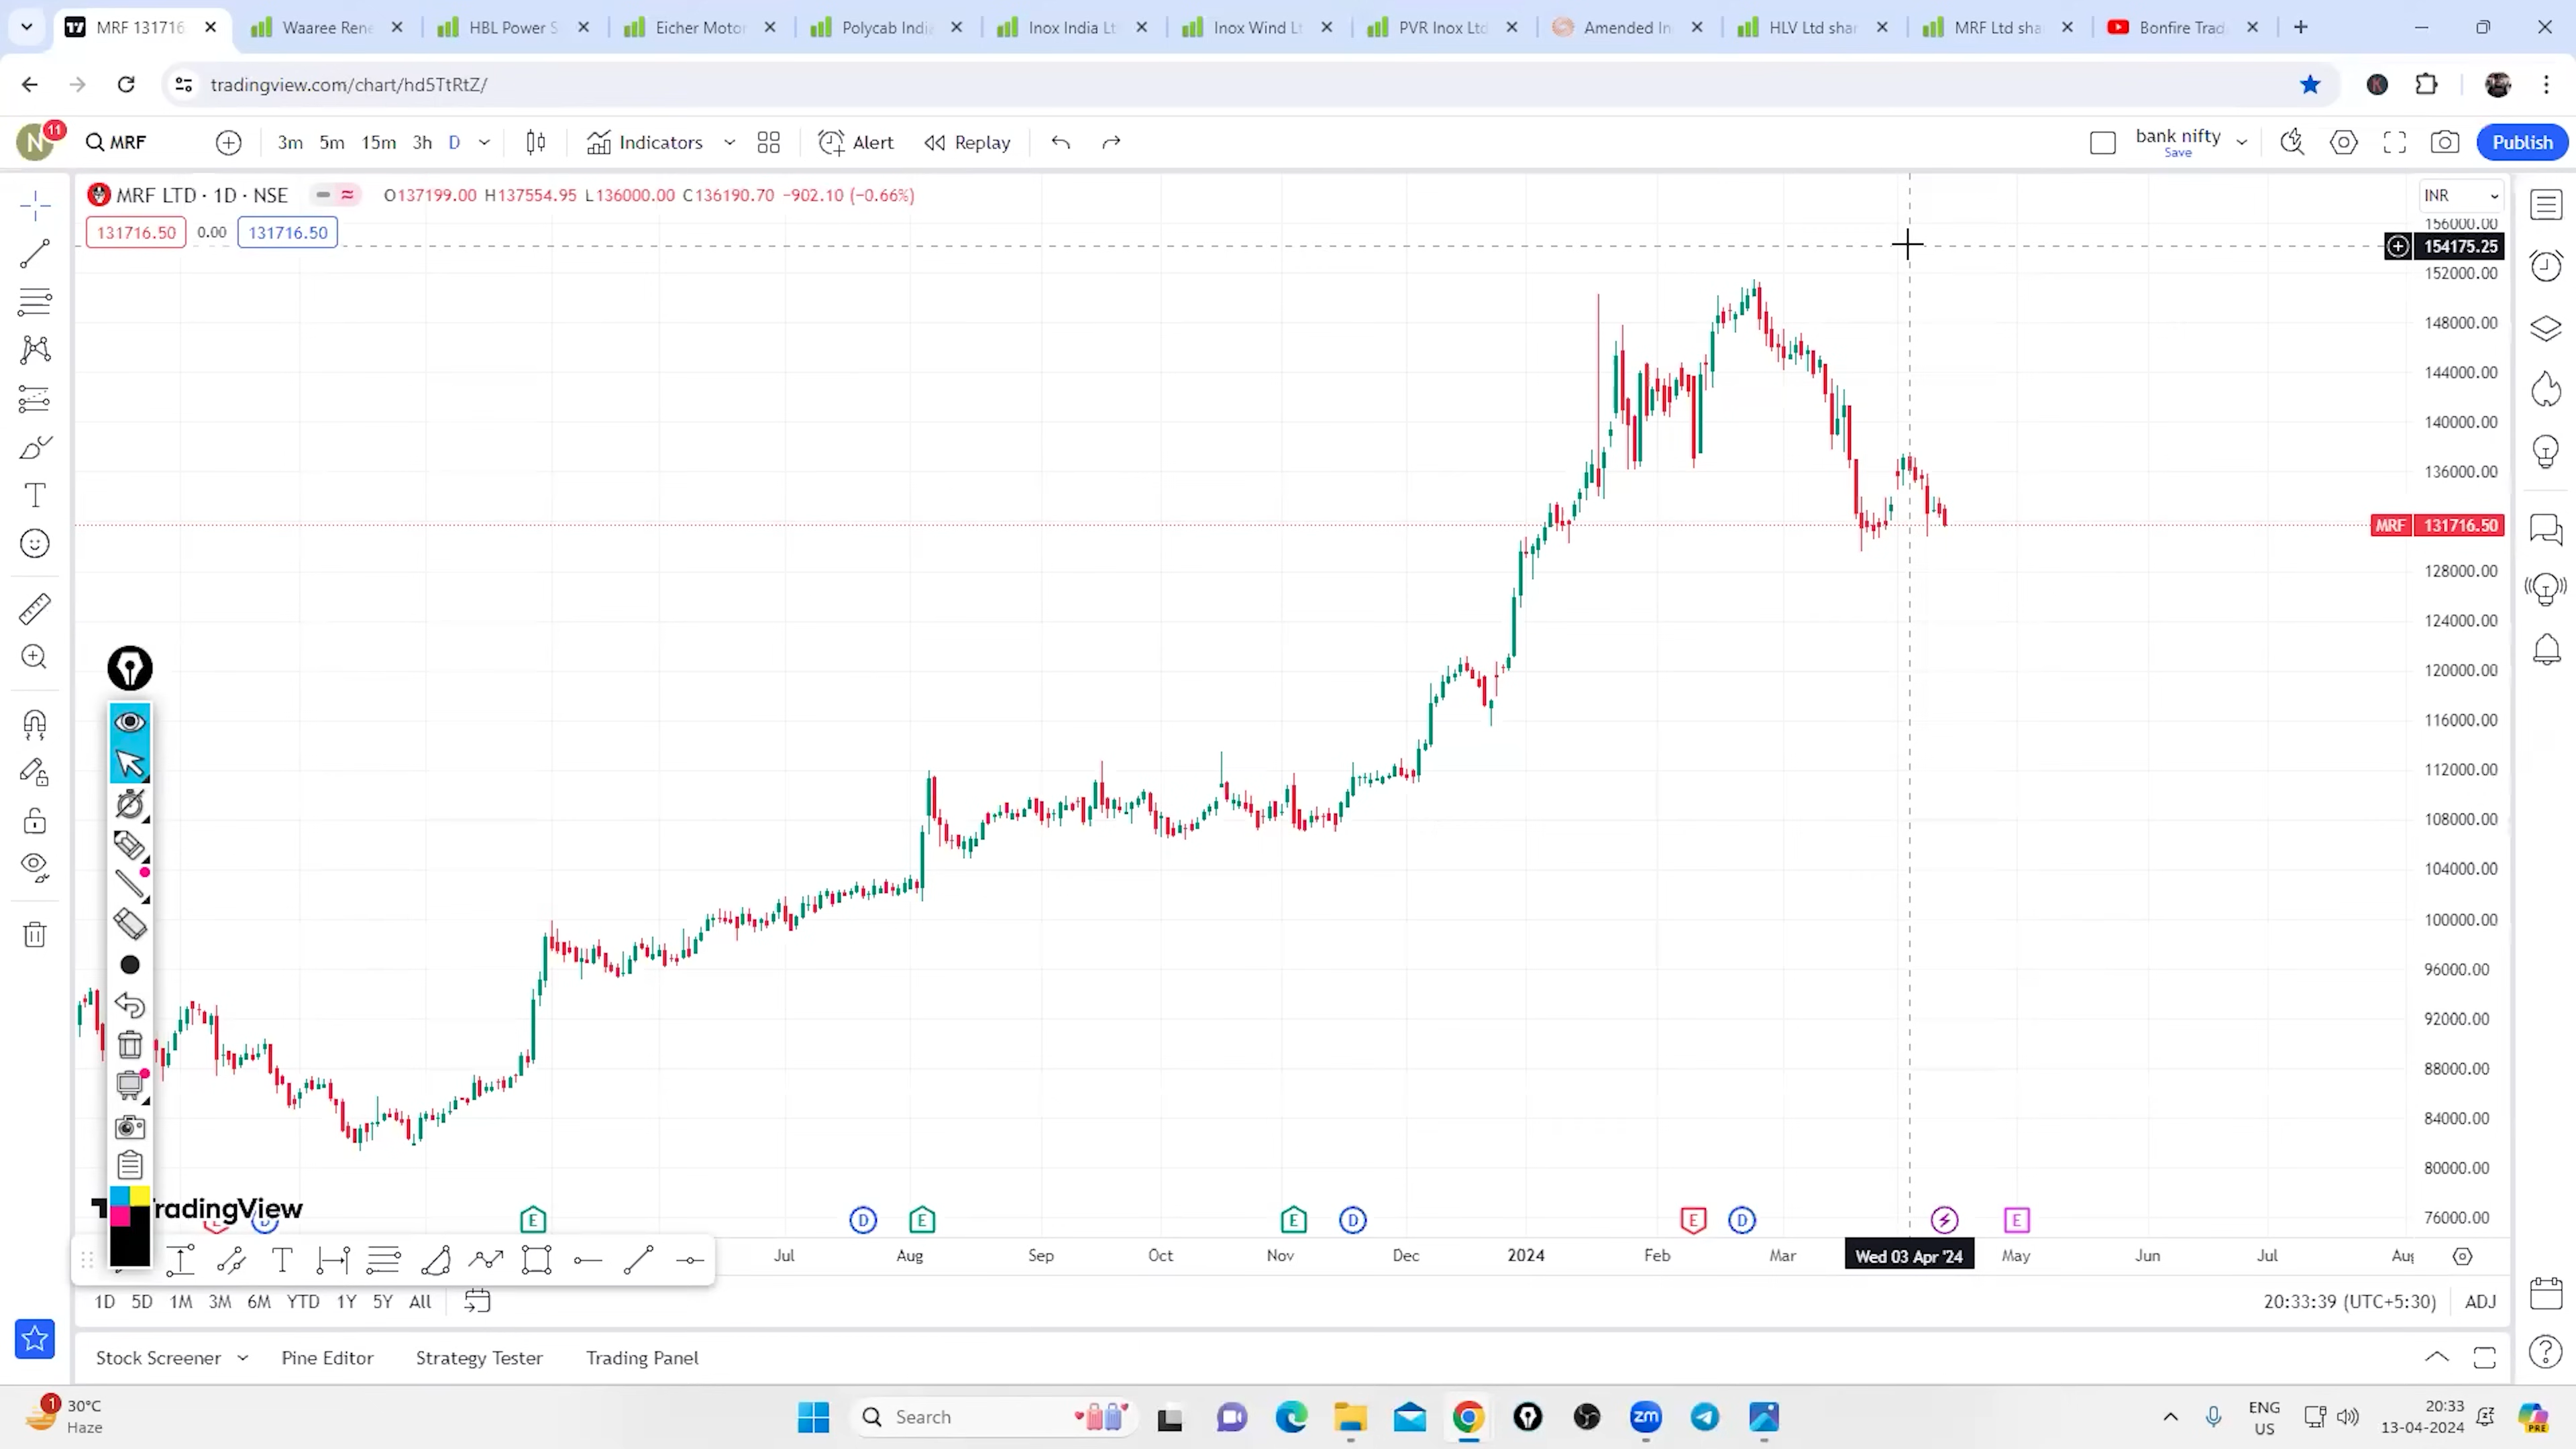 MRF 131716
Waaree Rene
HBL Power S
Eicher Motor
Polycab Indi
Inox India Lt
Inox Wind Lt
PVR Inox Ltd
Amended In
HLV Ltd shar
MRF Ltd sha
Bonfire Trad
tradingview.com/chart/hd5TtRtZ/
N
11
MRF
3m
5m
15m
3h
D
Indicators
Alert
Replay
bank nifty
Save
Publish
MRF LTD · 1D · NSE
O137199.00 H137554.95 L136000.00 C136190.70 −902.10 (−0.66%)
131716.50
0.00
131716.50
INR
156000.00
154175.25
152000.00
148000.00
144000.00
140000.00
136000.00
MRF 131716.50
128000.00
124000.00
120000.00
116000.00
112000.00
108000.00
104000.00
100000.00
96000.00
92000.00
88000.00
84000.00
80000.00
76000.00
TradingView
E
D
E
E
D
E
D
E
Jul
Aug
Sep
Oct
Nov
Dec
2024
Feb
Mar
Wed 03 Apr '24
May
Jun
Jul
1D
5D
1M
3M
6M
YTD
1Y
5Y
All
20:33:39 (UTC+5:30)
ADJ
Stock Screener
Pine Editor
Strategy Tester
Trading Panel
1
30°C
Haze
Search
zm
ENG
US
20:33
13-04-2024
PRE